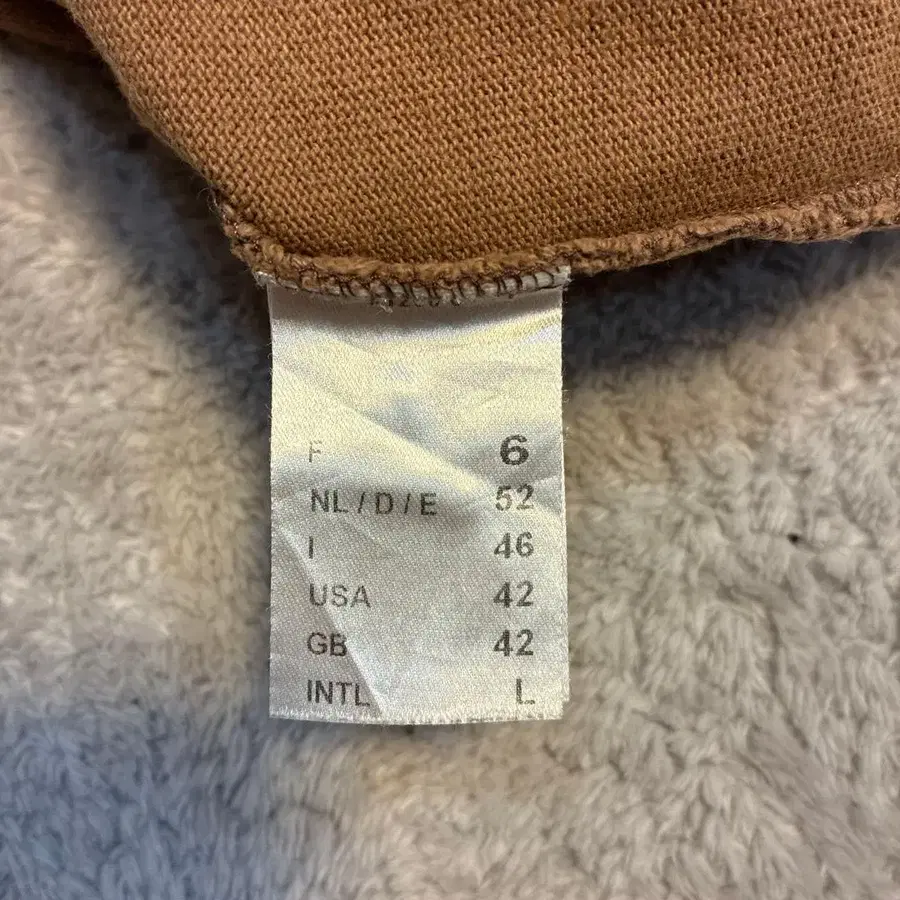 F 6
NL / D / E 52
I 46
USA 42
GB 42
INTL L